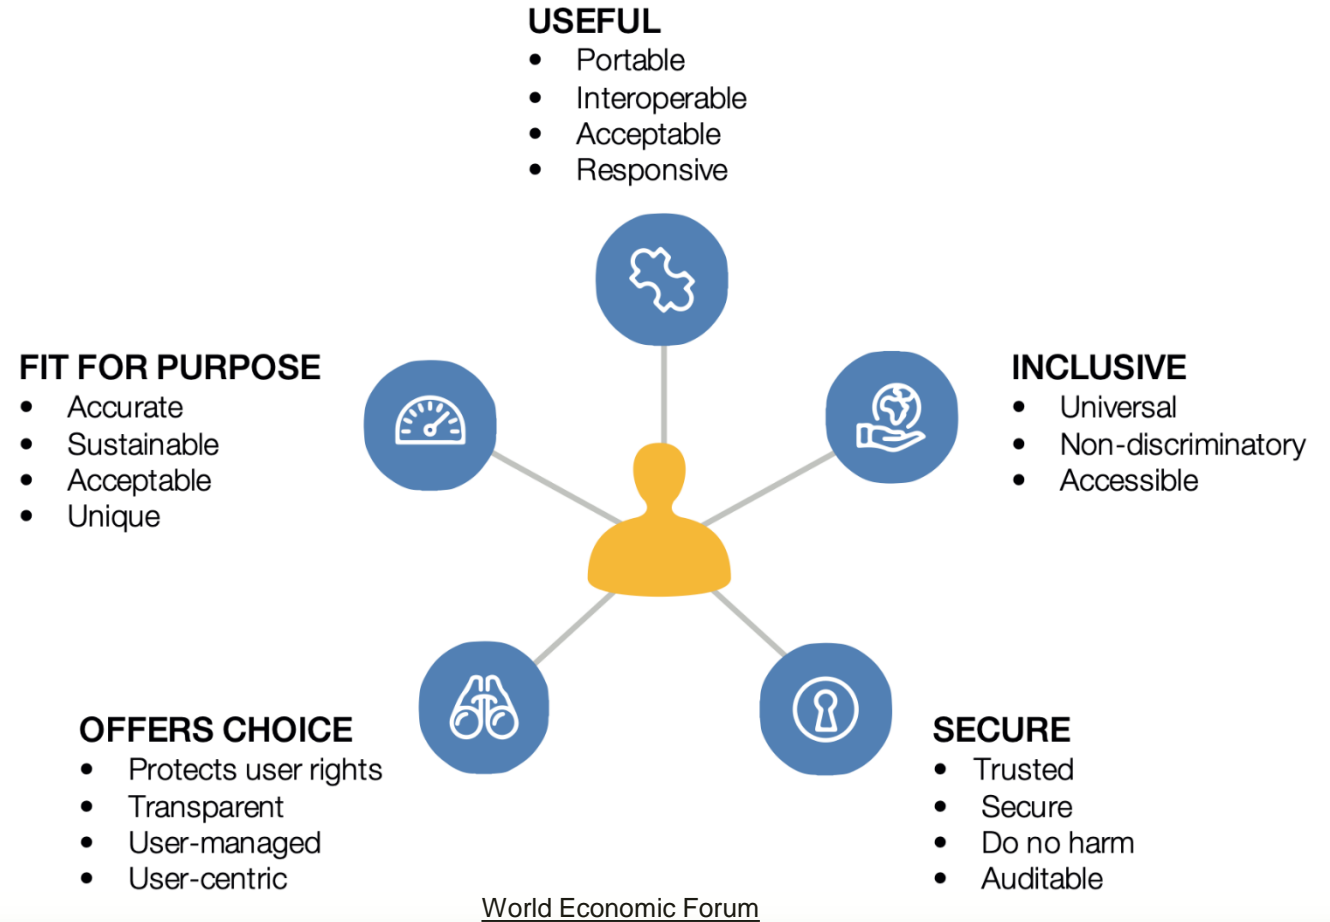 USEFUL
• Portable
• Interoperable
• Acceptable
• Responsive
FIT FOR PURPOSE
• Accurate
• Sustainable
• Acceptable
• Unique
INCLUSIVE
• Universal
• Non-discriminatory
• Accessible
OFFERS CHOICE
• Protects user rights
• Transparent
• User-managed
• User-centric
SECURE
• Trusted
• Secure
• Do no harm
• Auditable
World Economic Forum